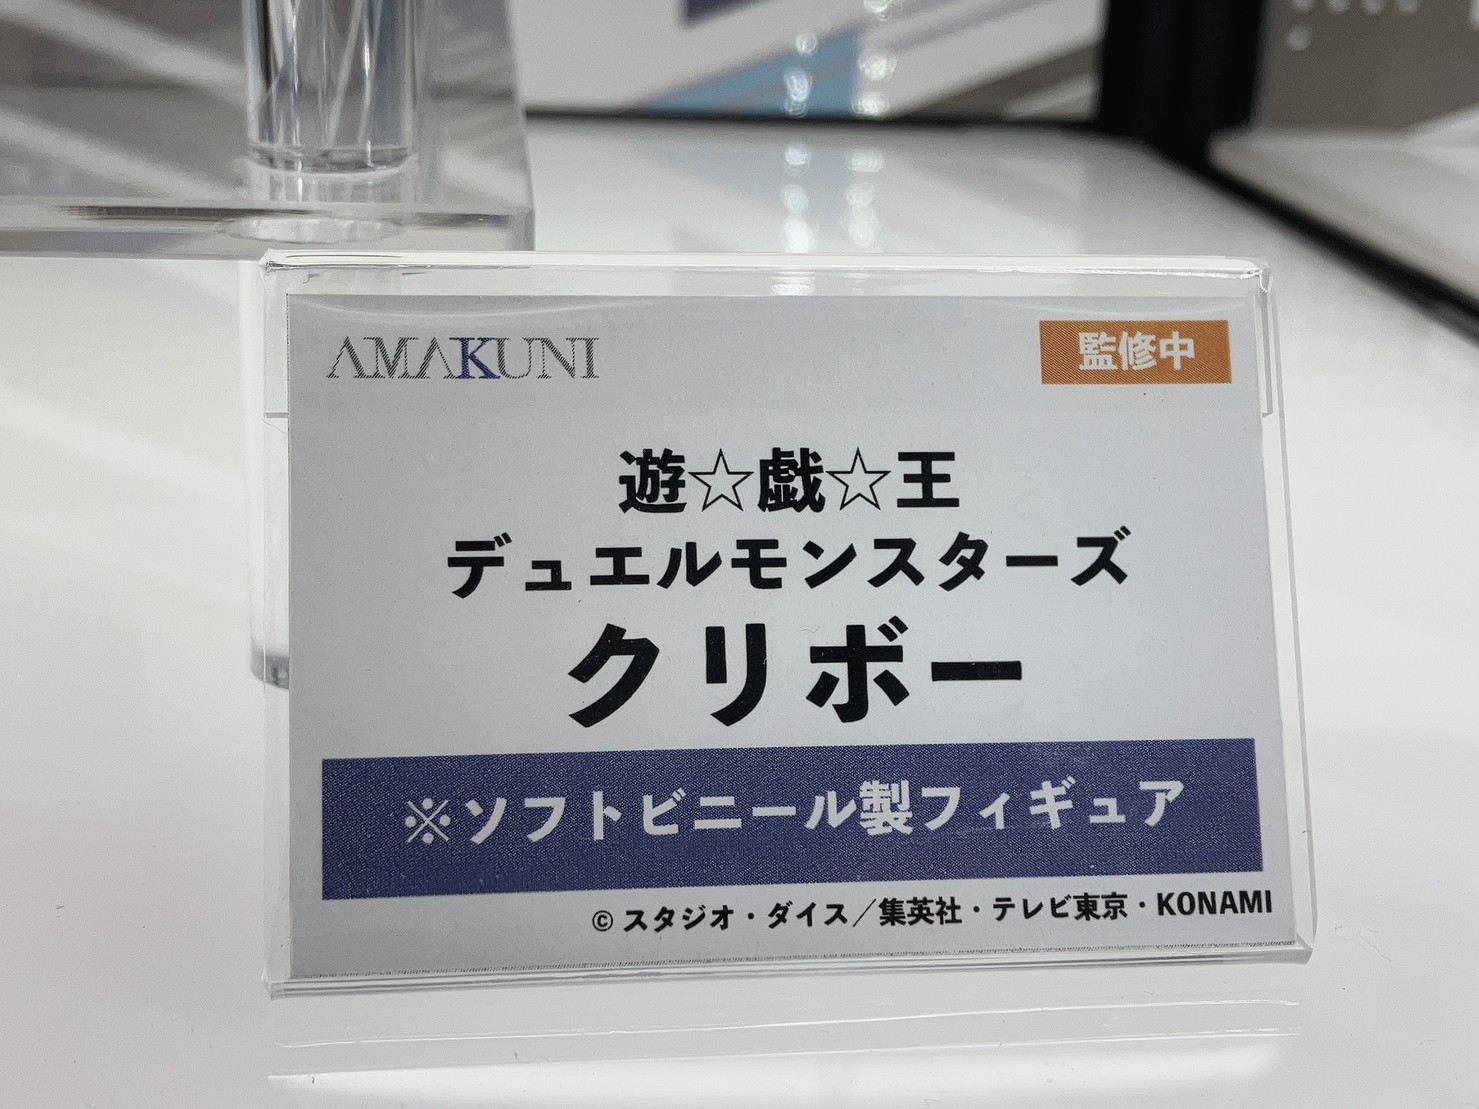 AMAKUNI
監修中
遊☆戯☆王
デュエルモンスターズ
クリボー
※ソフトビニール製フィギュア
© スタジオ・ダイス／集英社・テレビ東京・KONAMI